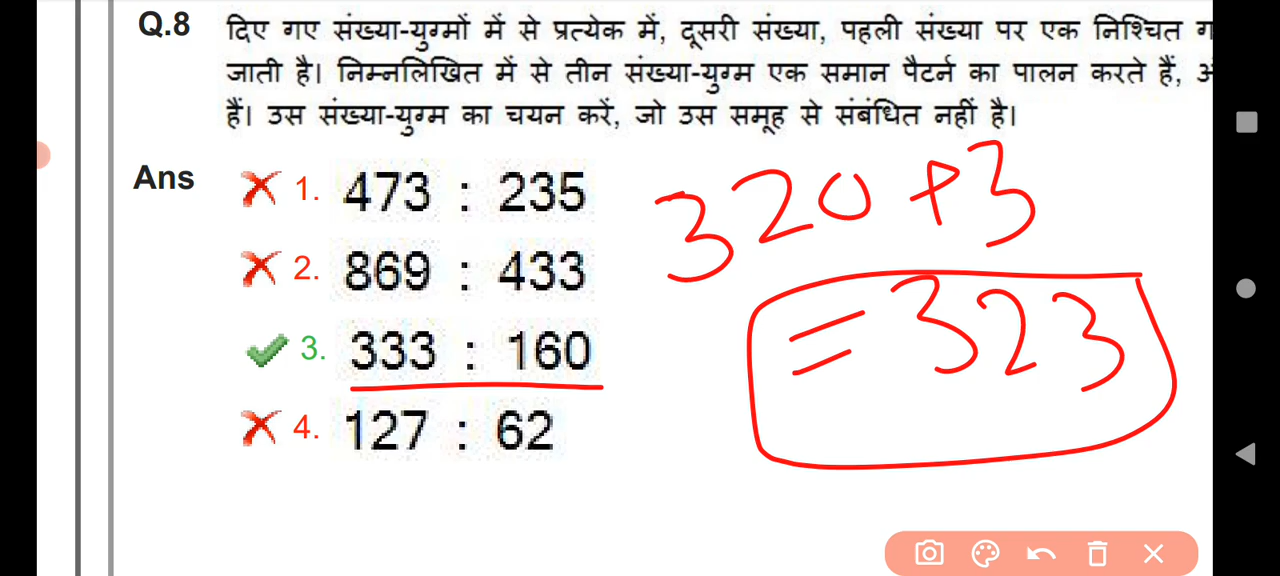 Q.8 दिए गए संख्या-युग्मों में से प्रत्येक में, दूसरी संख्या, पहली संख्या पर एक निश्चित
जाती है। निम्नलिखित में से तीन संख्या-युग्म एक समान पैटर्न का पालन करते हैं,
हैं। उस संख्या-युग्म का चयन करें, जो उस समूह से संबंधित नहीं है।
Ans
1. 473 : 235
2. 869 : 433
3. 333 : 160
4. 127 : 62
320+3
=323